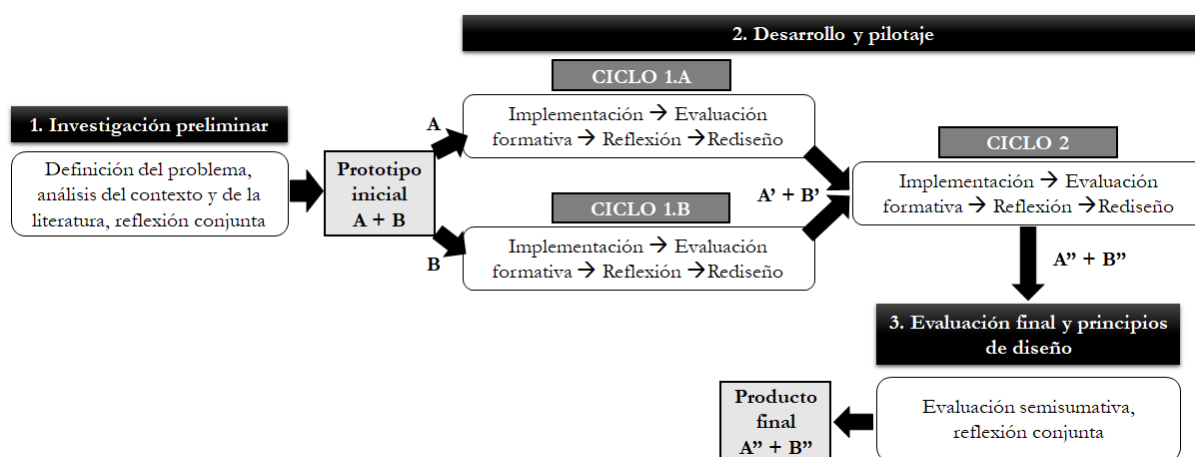 2. Desarrollo y pilotaje
1. Investigación preliminar
Definición del problema,
análisis del contexto y de la
literatura, reflexión conjunta
Prototipo
inicial
A + B
A
CICLO 1.A
Implementación → Evaluación
formativa → Reflexión →Rediseño
B
CICLO 1.B
Implementación → Evaluación
formativa → Reflexión →Rediseño
A’ + B’
CICLO 2
Implementación → Evaluación
formativa → Reflexión →Rediseño
A” + B”
3. Evaluación final y principios
de diseño
Evaluación semisumativa,
reflexión conjunta
Producto
final
A” + B”